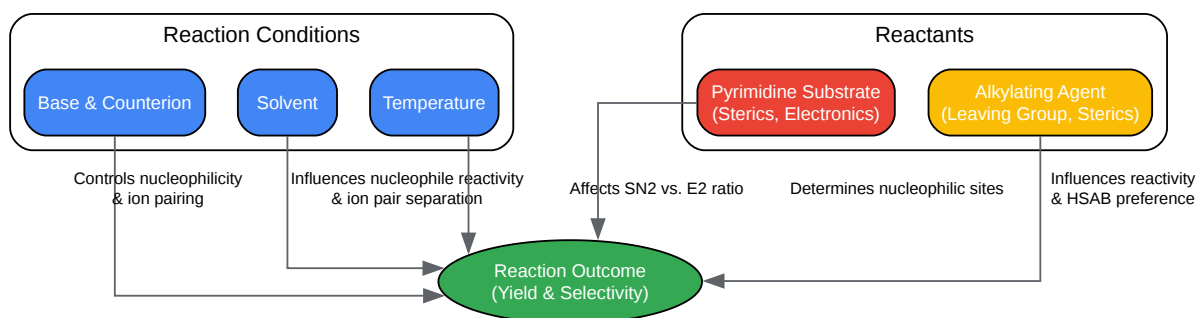 Reaction Conditions
Reactants
Base & Counterion
Solvent
Temperature
Pyrimidine Substrate
(Sterics, Electronics)
Alkylating Agent
(Leaving Group, Sterics)
Controls nucleophilicity
& ion pairing
Influences nucleophile reactivity
& ion pair separation
Affects SN2 vs. E2 ratio
Determines nucleophilic sites
Influences reactivity
& HSAB preference
Reaction Outcome
(Yield & Selectivity)